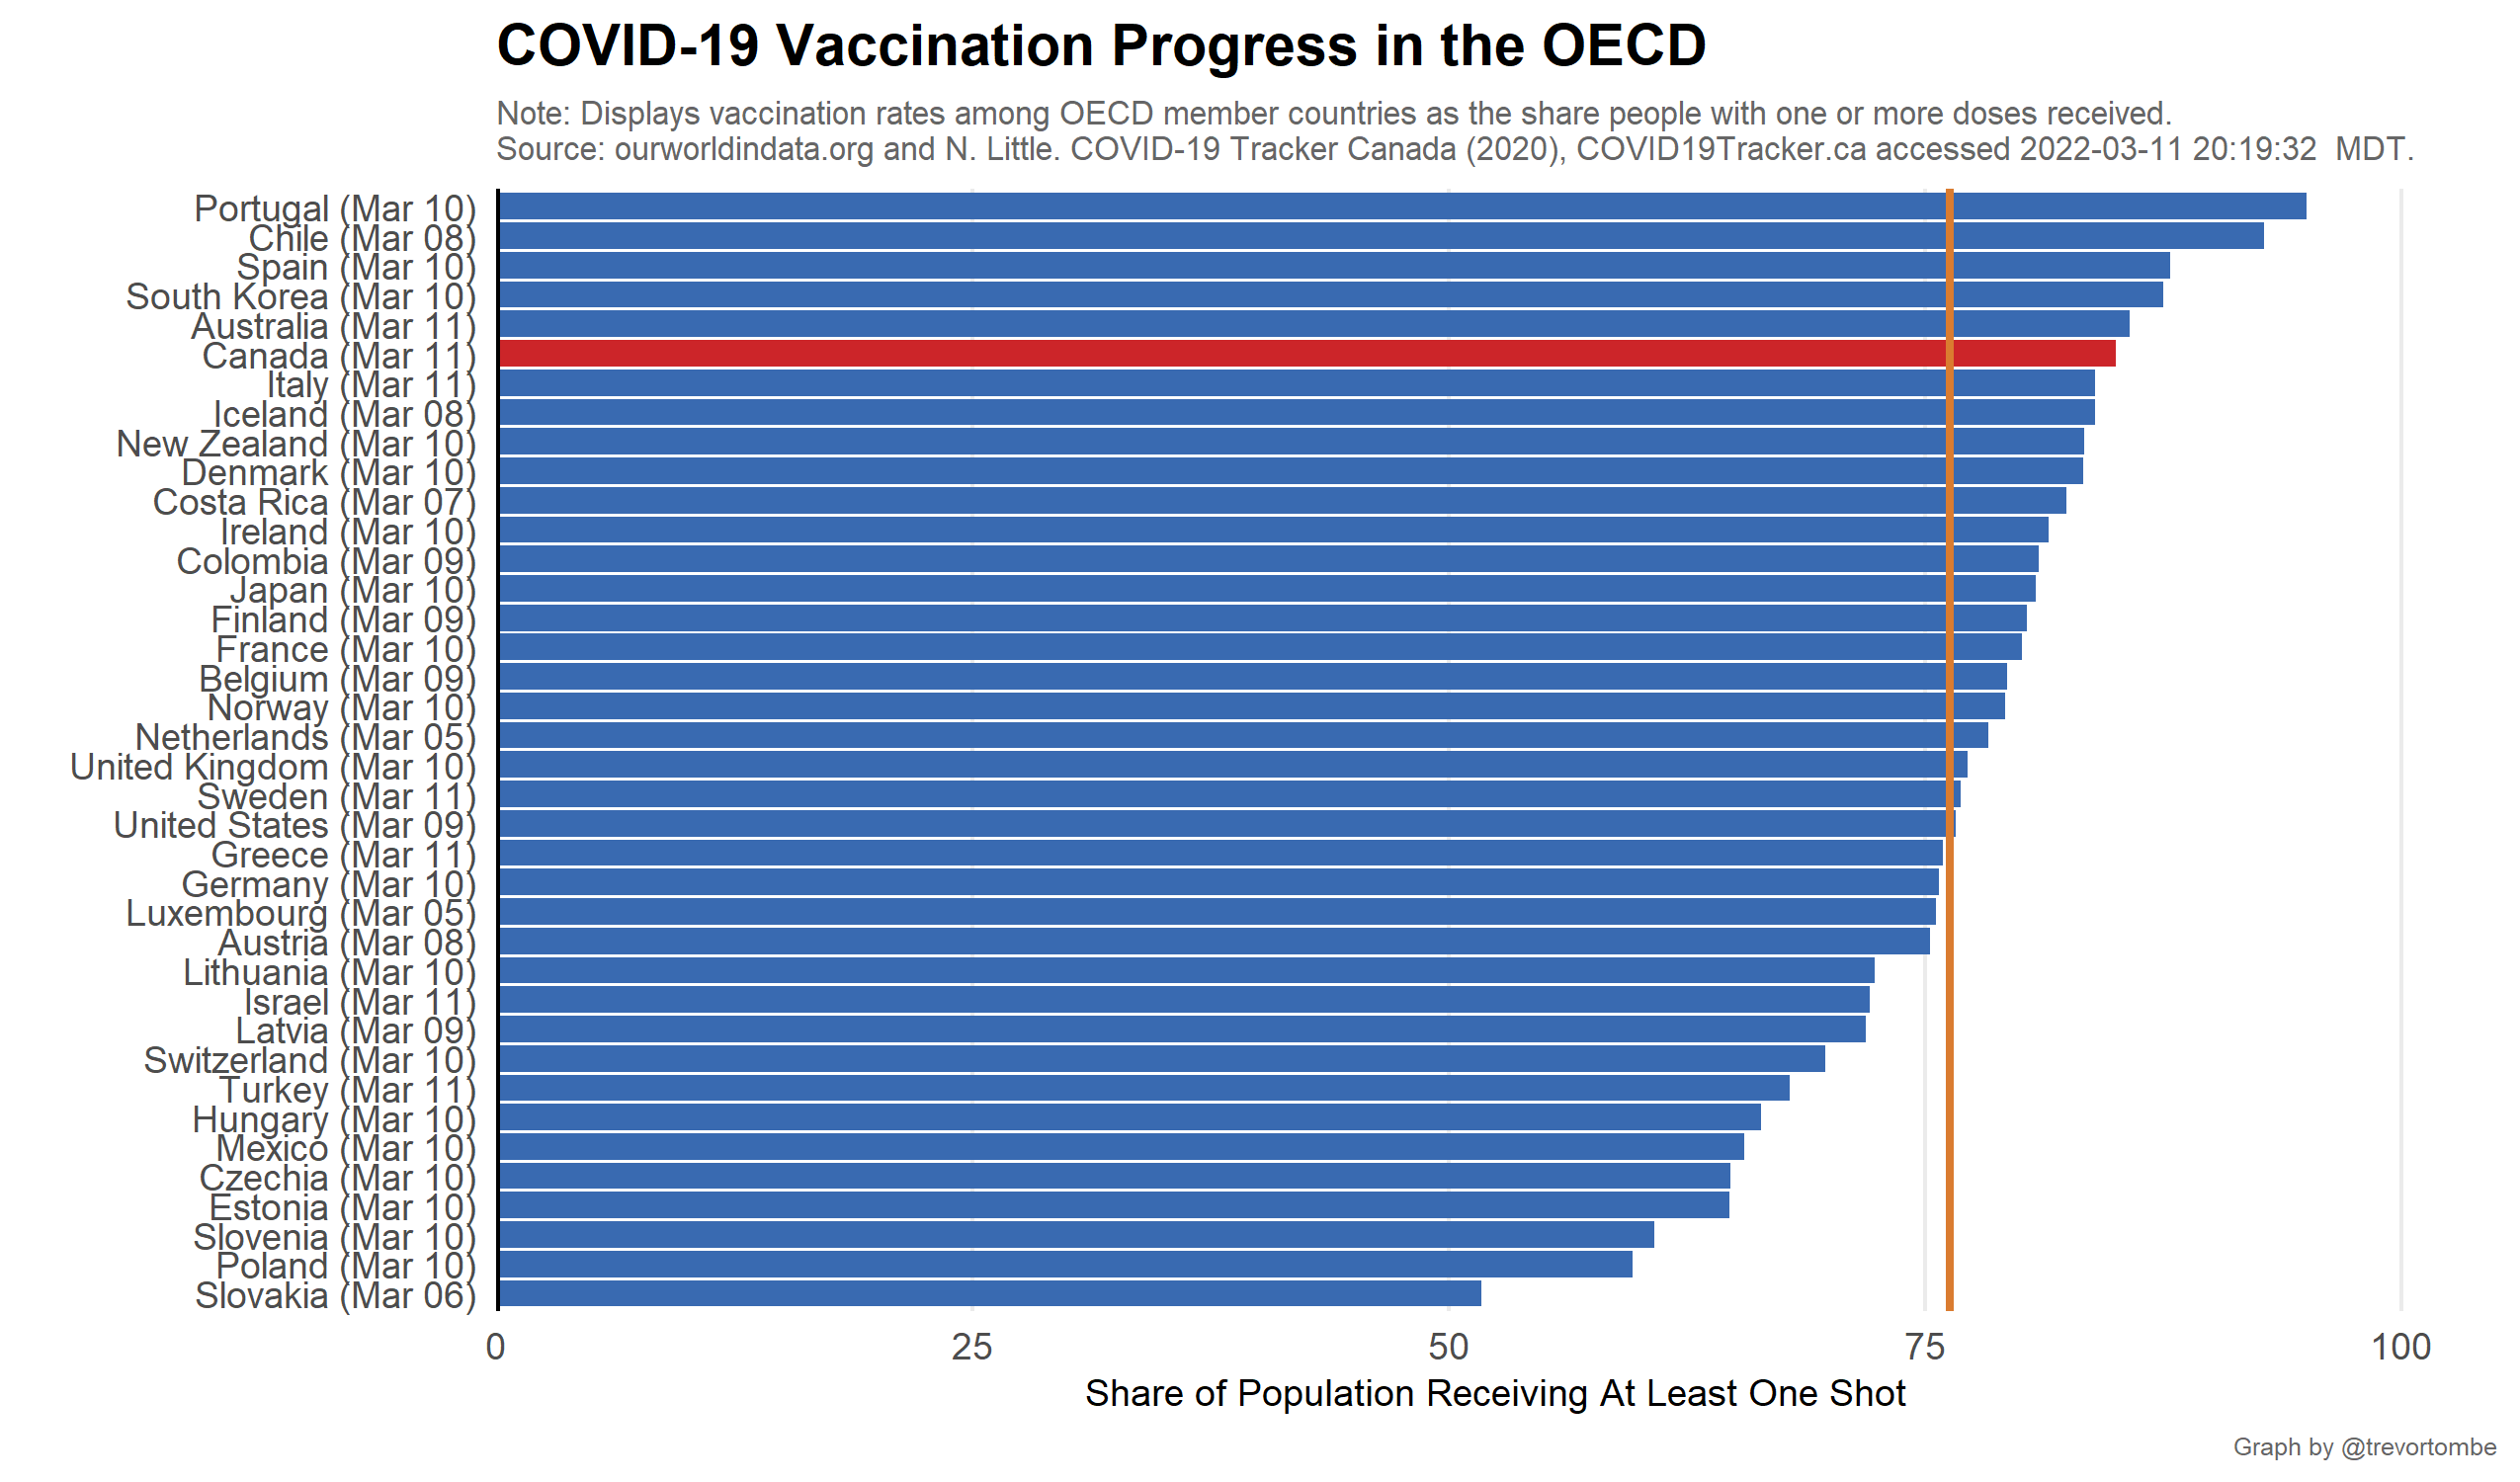 COVID-19 Vaccination Progress in the OECD
Note: Displays vaccination rates among OECD member countries as the share people with one or more doses received.
Source: ourworldindata.org and N. Little. COVID-19 Tracker Canada (2020), COVID19Tracker.ca accessed 2022-03-11 20:19:32  MDT.
Portugal (Mar 10)
Chile (Mar 08)
Spain (Mar 10)
South Korea (Mar 10)
Australia (Mar 11)
Canada (Mar 11)
Italy (Mar 11)
Iceland (Mar 08)
New Zealand (Mar 10)
Denmark (Mar 10)
Costa Rica (Mar 07)
Ireland (Mar 10)
Colombia (Mar 09)
Japan (Mar 10)
Finland (Mar 09)
France (Mar 10)
Belgium (Mar 09)
Norway (Mar 10)
Netherlands (Mar 05)
United Kingdom (Mar 10)
Sweden (Mar 11)
United States (Mar 09)
Greece (Mar 11)
Germany (Mar 10)
Luxembourg (Mar 05)
Austria (Mar 08)
Lithuania (Mar 10)
Israel (Mar 11)
Latvia (Mar 09)
Switzerland (Mar 10)
Turkey (Mar 11)
Hungary (Mar 10)
Mexico (Mar 10)
Czechia (Mar 10)
Estonia (Mar 10)
Slovenia (Mar 10)
Poland (Mar 10)
Slovakia (Mar 06)
0 25 50 75 100
Share of Population Receiving At Least One Shot
Graph by @trevortombe